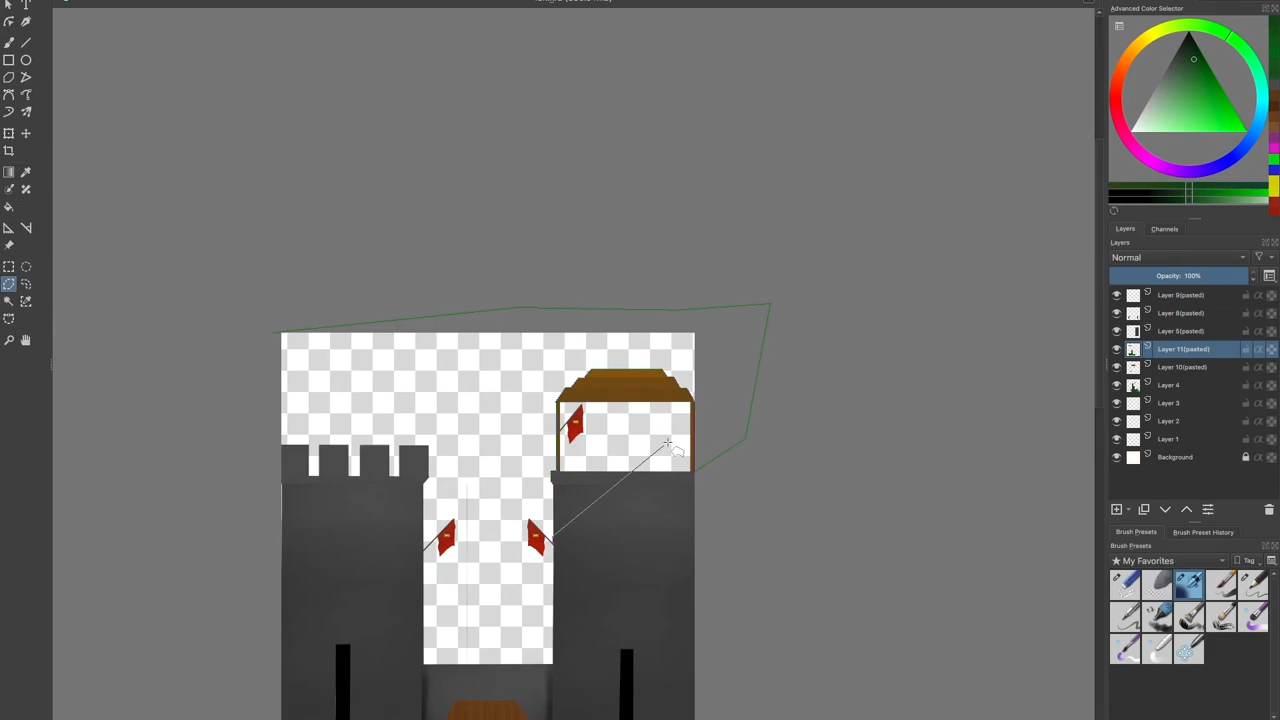 Advanced Color Selector
Layers
Channels
Layers
Normal
Opacity: 100%
Layer 9(pasted)
Layer 8(pasted)
Layer 5(pasted)
Layer 11(pasted)
Layer 10(pasted)
Layer 4
Layer 3
Layer 2
Layer 1
Background
Brush Presets
Brush Preset History
Brush Presets
My Favorites
Tag